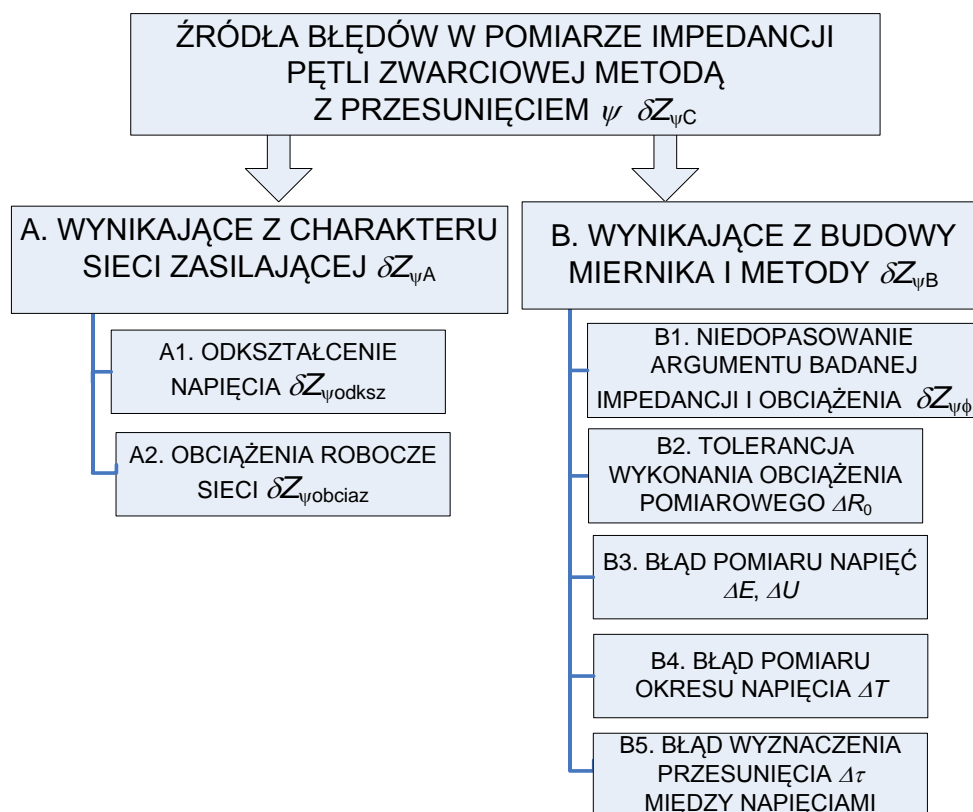 ŹRÓDŁA BŁĘDÓW W POMIARZE IMPEDANCJI
PĘTLI ZWARCIOWEJ METODĄ
Z PRZESUNIĘCIEM ψ δZψC
A. WYNIKAJĄCE Z CHARAKTERU
SIECI ZASILAJĄCEJ δZψA
A1. ODKSZTAŁCENIE
NAPIĘCIA δZψodksz
A2. OBCIĄŻENIA ROBOCZE
SIECI δZψobciaz
B. WYNIKAJĄCE Z BUDOWY
MIERNIKA I METODY δZψB
B1. NIEDOPASOWANIE
ARGUMENTU BADANEJ
IMPEDANCJI I OBCIĄŻENIA δZψϕ
B2. TOLERANCJA
WYKONANIA OBCIĄŻENIA
POMIAROWEGO ΔR₀
B3. BŁĄD POMIARU NAPIĘĆ
ΔE, ΔU
B4. BŁĄD POMIARU
OKRESU NAPIĘCIA ΔT
B5. BŁĄD WYZNACZENIA
PRZESUNIĘCIA Δτ
MIĘDZY NAPIĘCIAMI